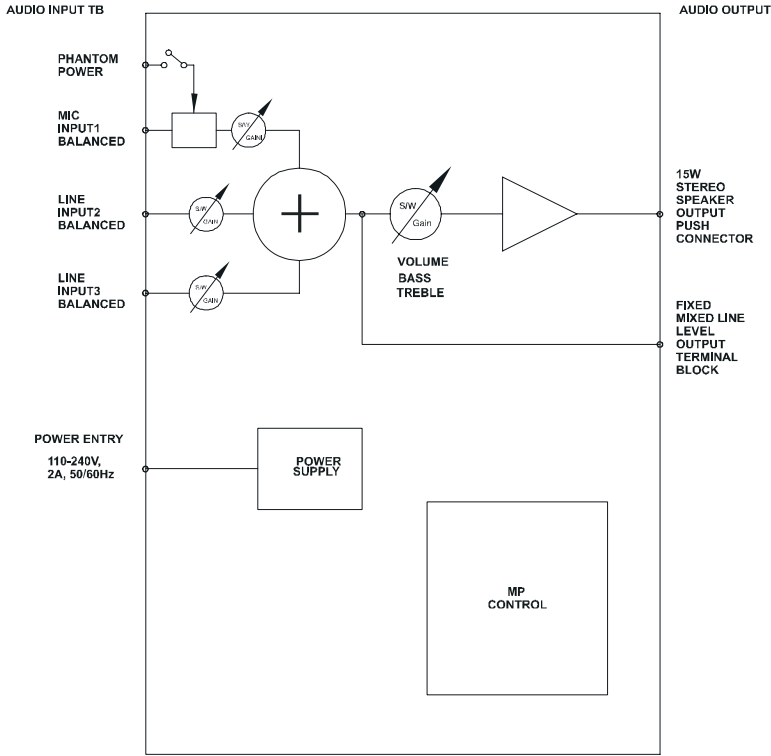 AUDIO INPUT TB
AUDIO OUTPUT
PHANTOM
POWER
MIC
INPUT1
BALANCED
S/W
GAINI
LINE
INPUT2
BALANCED
S/W
GAIN
+
S/W
Gain
VOLUME
BASS
TREBLE
15W
STEREO
SPEAKER
OUTPUT
PUSH
CONNECTOR
LINE
INPUT3
BALANCED
S/W
GAIN
FIXED
MIXED LINE
LEVEL
OUTPUT
TERMINAL
BLOCK
POWER ENTRY
110-240V,
2A, 50/60Hz
POWER
SUPPLY
MP
CONTROL